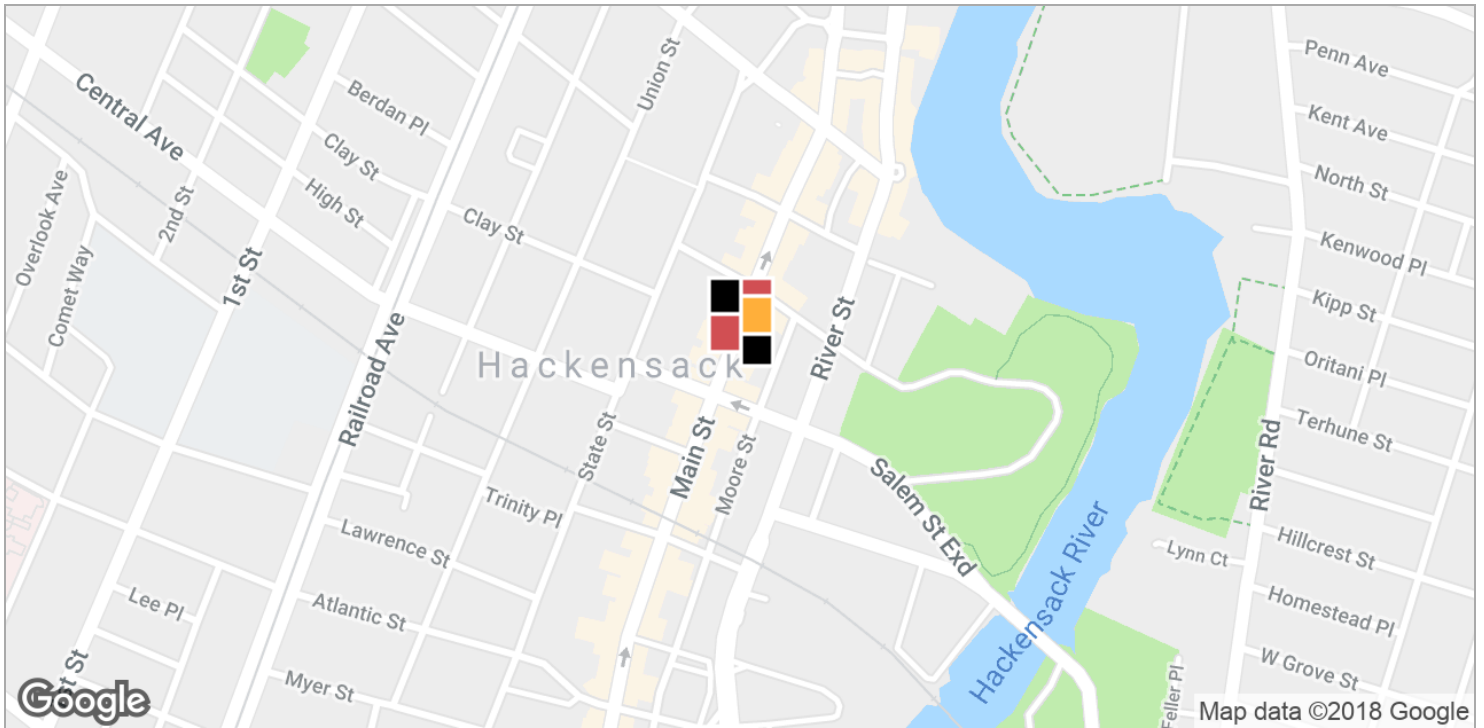 Penn Ave
Union St
Central Ave
Berdan Pl
Kent Ave
Clay St
North St
High St
Overlook Ave
2nd St
Clay St
Kenwood Pl
Comet Way
1st St
Kipp St
River St
Railroad Ave
Hackensack
Oritani Pl
Terhune St
State St
Main St
Moore St
River Rd
Salem St Exd
Trinity Pl
Lawrence St
Hackensack River
Lynn Ct
Hillcrest St
Lee Pl
Atlantic St
Homestead Pl
W Grove St
Myer St
Feller Pl
Google
Map data ©2018 Google